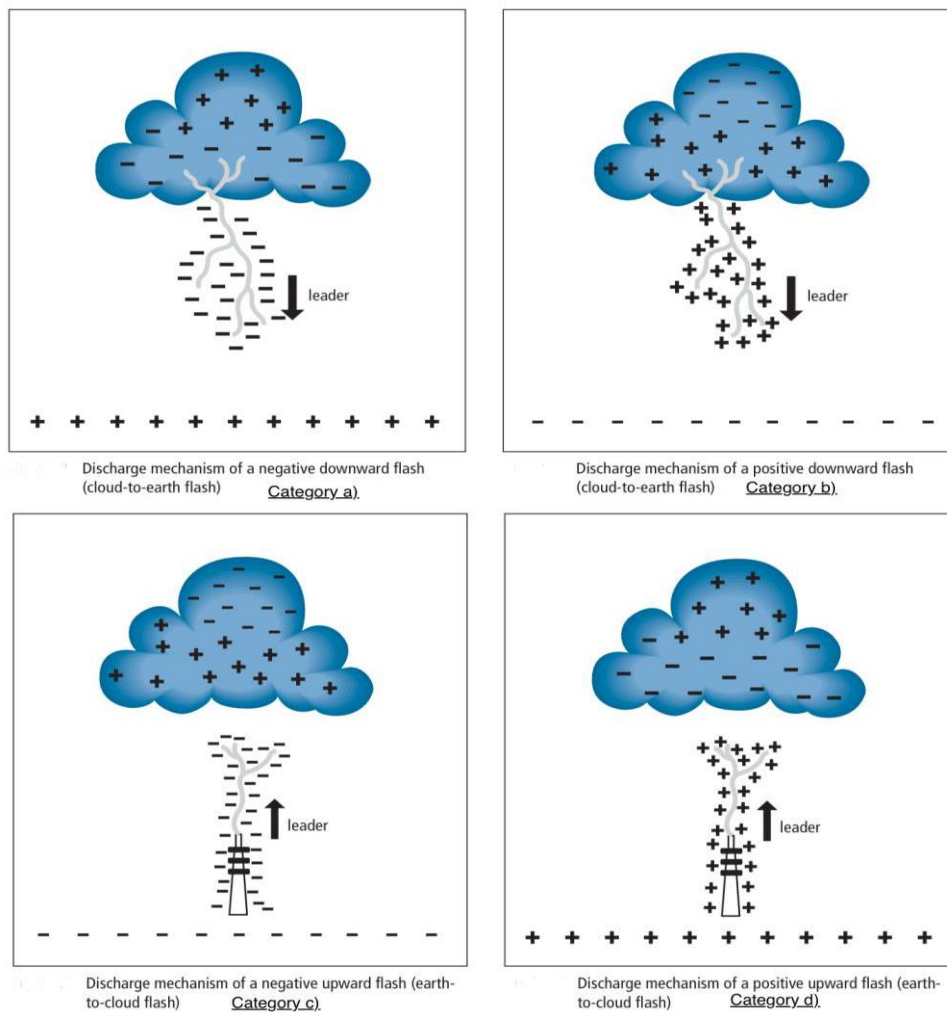 leader
leader
Discharge mechanism of a negative downward flash
(cloud-to-earth flash) Category a)
Discharge mechanism of a positive downward flash
(cloud-to-earth flash) Category b)
leader
leader
Discharge mechanism of a negative upward flash (earth-
to-cloud flash) Category c)
Discharge mechanism of a positive upward flash (earth-
to-cloud flash) Category d)